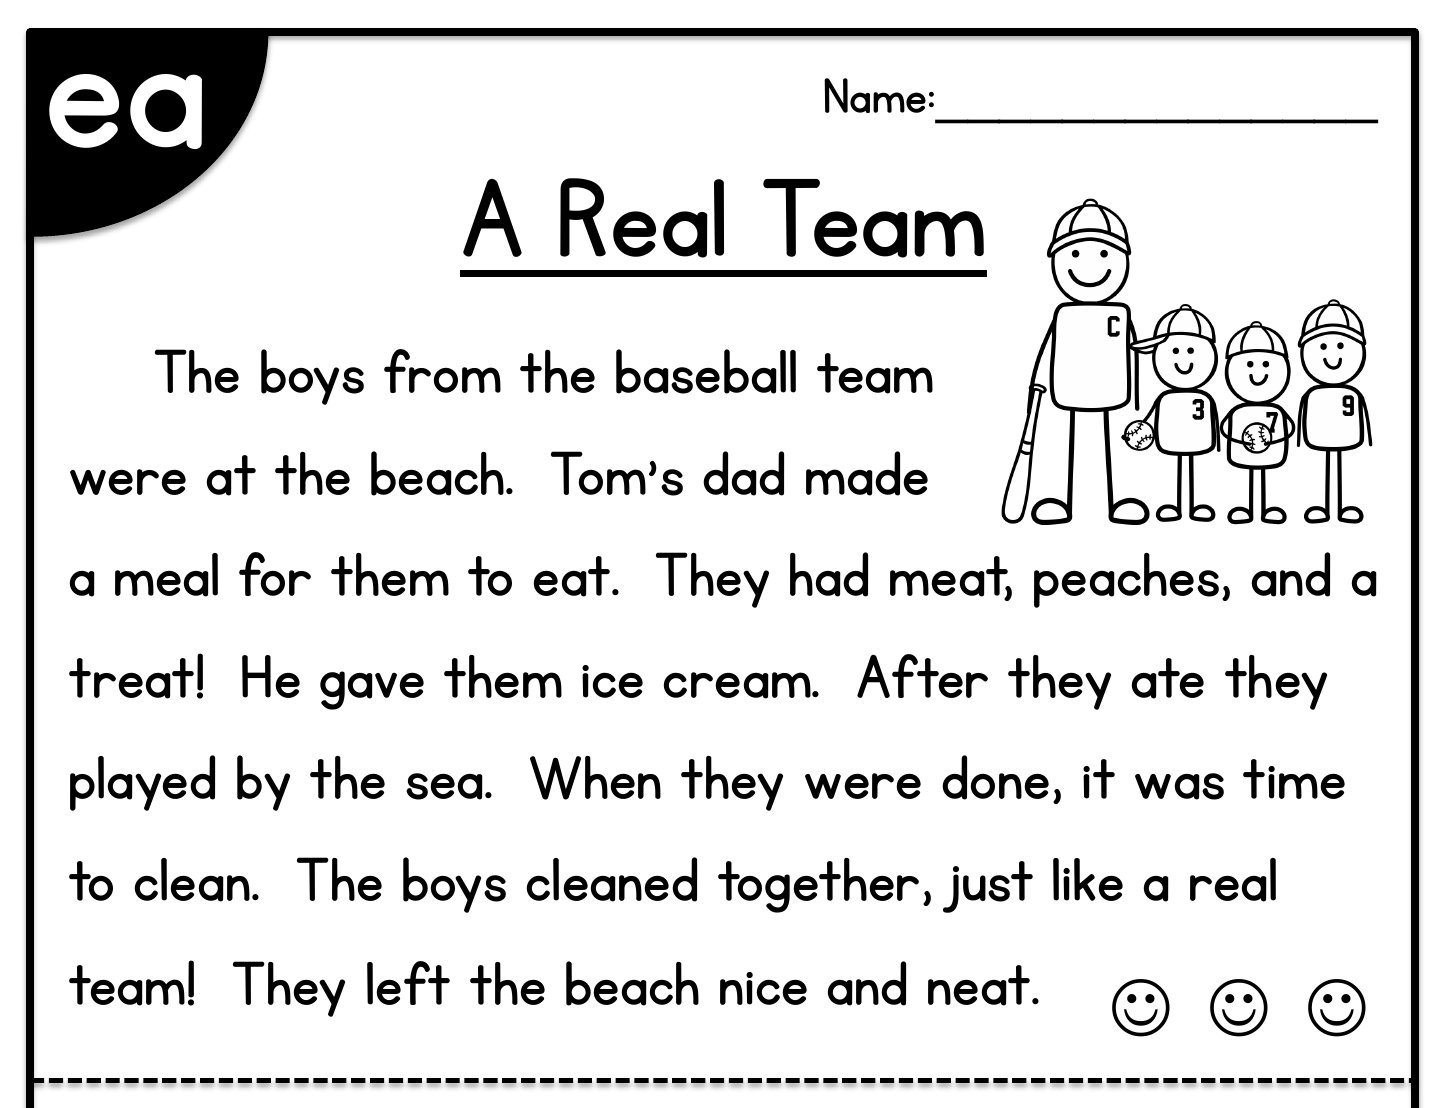 ea
Name:
A Real Team
C
3
7
9
The boys from the baseball team
were at the beach.  Tom's dad made
a meal for them to eat.  They had meat, peaches, and a
treat!  He gave them ice cream.  After they ate they
played by the sea.  When they were done, it was time
to clean.  The boys cleaned together, just like a real
team!  They left the beach nice and neat.